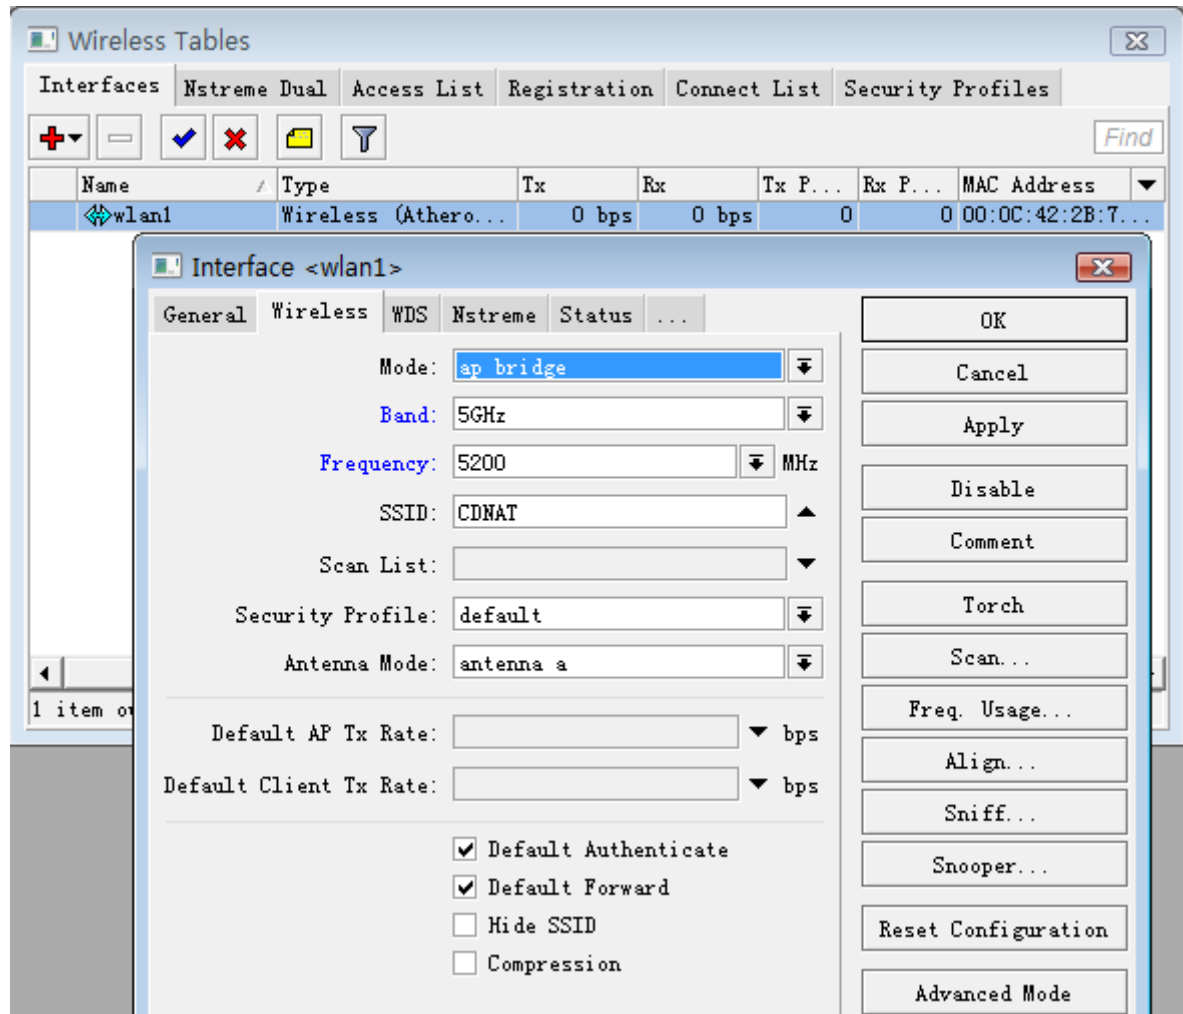 Wireless Tables
Interfaces Nstreme Dual Access List Registration Connect List Security Profiles
Find
Name Type Tx Rx Tx P... Rx P... MAC Address
wlan1 Wireless (Athero... 0 bps 0 bps 0 0 00:0C:42:2B:7...
Interface <wlan1>
General Wireless WDS Nstreme Status ...
OK
Mode: ap bridge
Cancel
Band: 5GHz
Apply
Frequency: 5200 MHz
Disable
SSID: CDNAT
Comment
Scan List:
Security Profile: default
Torch
Antenna Mode: antenna a
Scan...
1 item
Freq. Usage...
Default AP Tx Rate: bps
Align...
Default Client Tx Rate: bps
Sniff...
Default Authenticate
Snooper...
Default Forward
Hide SSID
Reset Configuration
Compression
Advanced Mode